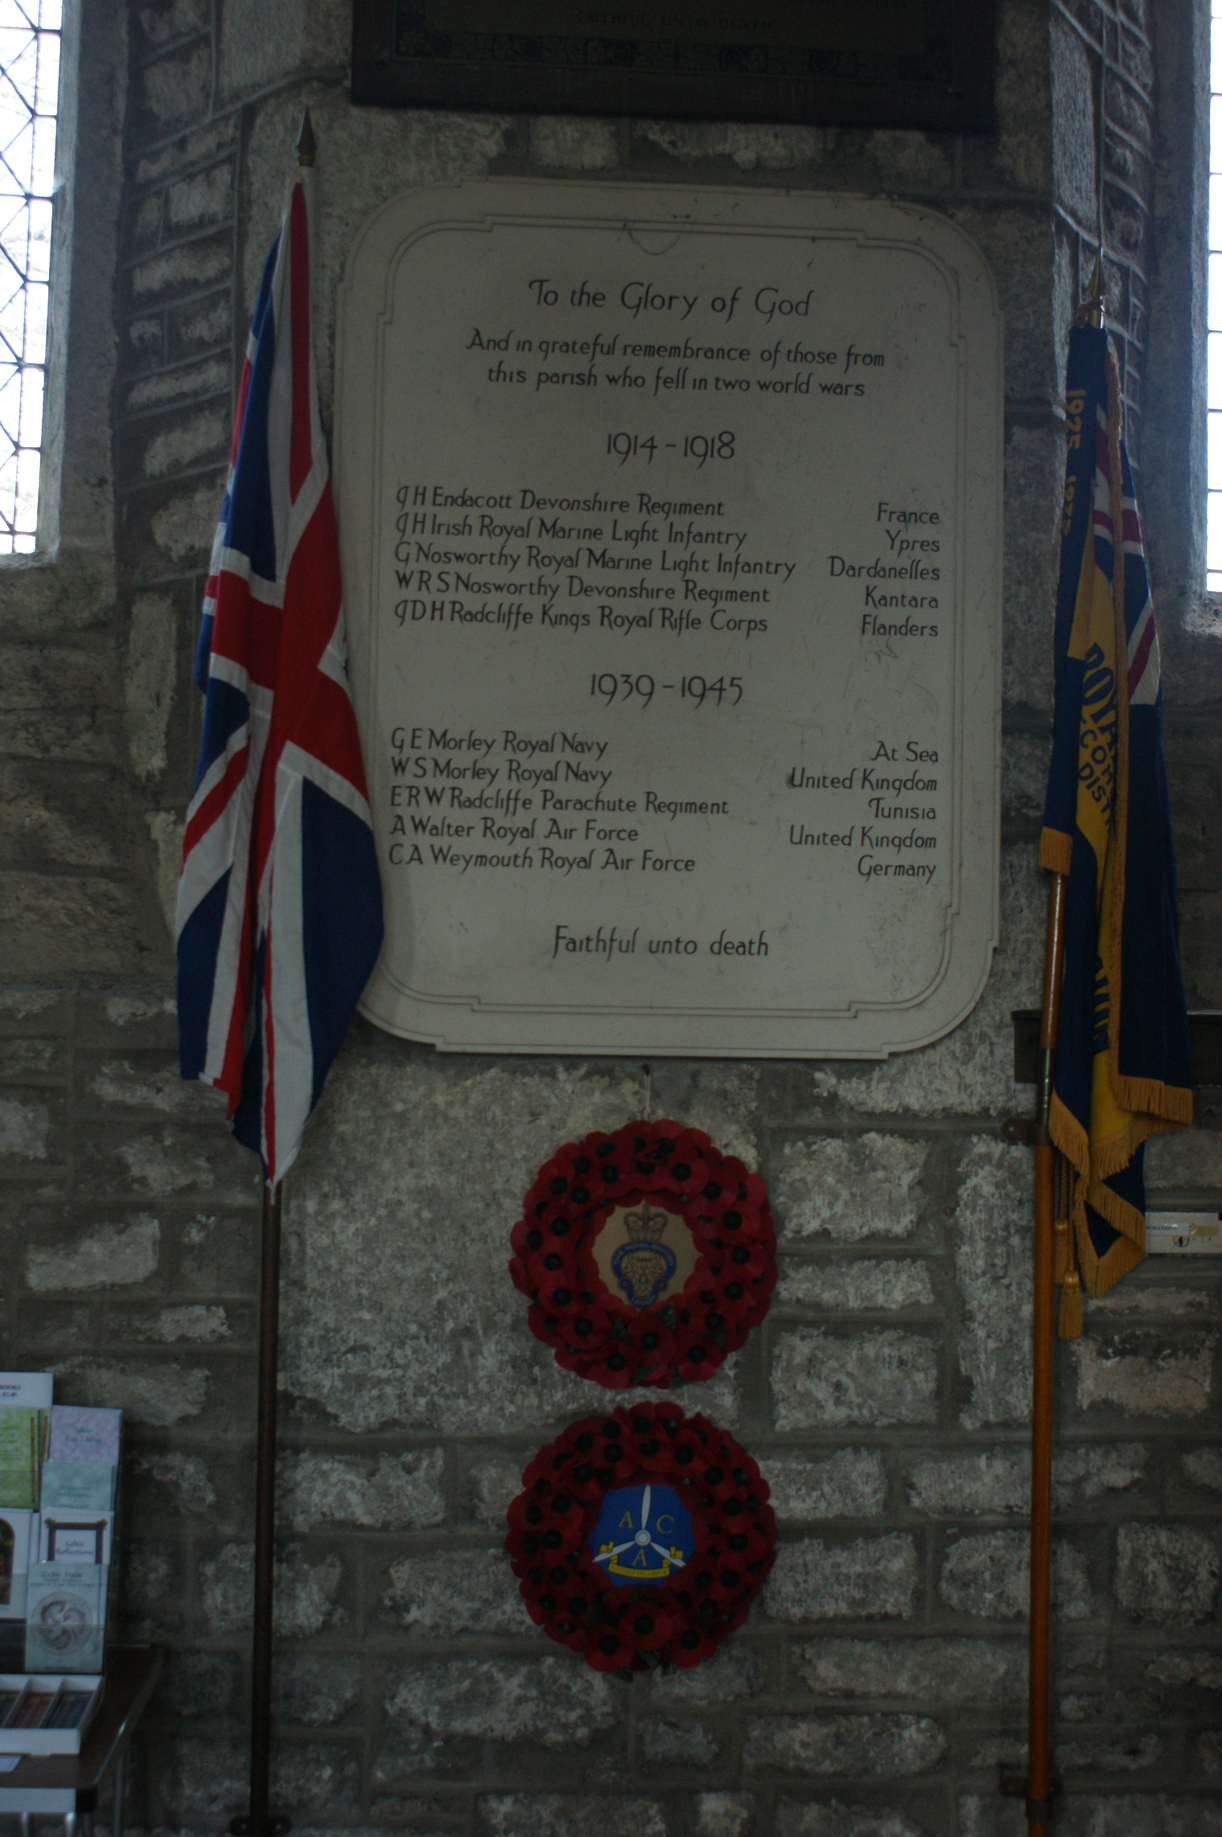 FAITHFUL UNTO DEATH
To the Glory of God
And in grateful remembrance of those from
this parish who fell in two world wars
1914-1918
J H Endacott Devonshire Regiment France
J H Irish Royal Marine Light Infantry Ypres
G Nosworthy Royal Marine Light Infantry Dardanelles
W R S Nosworthy Devonshire Regiment Kantara
J D H Radcliffe Kings Royal Rifle Corps Flanders
1939-1945
G E Morley Royal Navy At Sea
W S Morley Royal Navy United Kingdom
E R W Radcliffe Parachute Regiment Tunisia
A Walter Royal Air Force United Kingdom
C A Weymouth Royal Air Force Germany
Faithful unto death
1925
A C
A